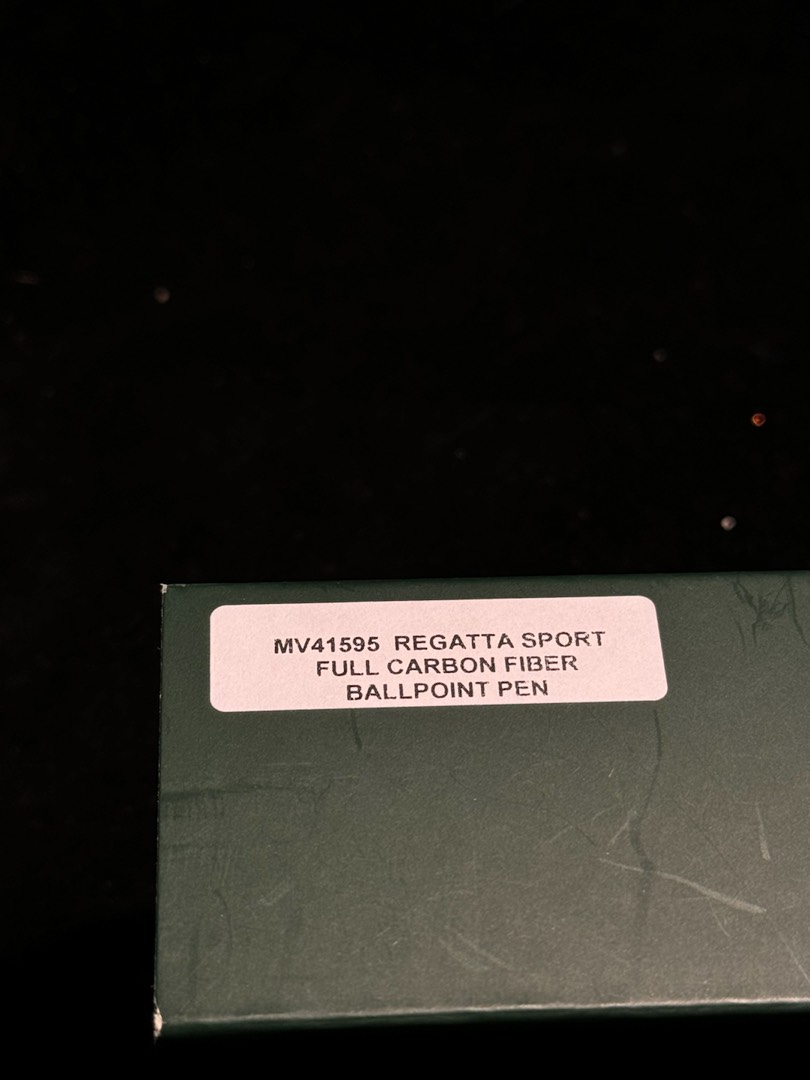 MV41595 REGATTA SPORT
FULL CARBON FIBER
BALLPOINT PEN